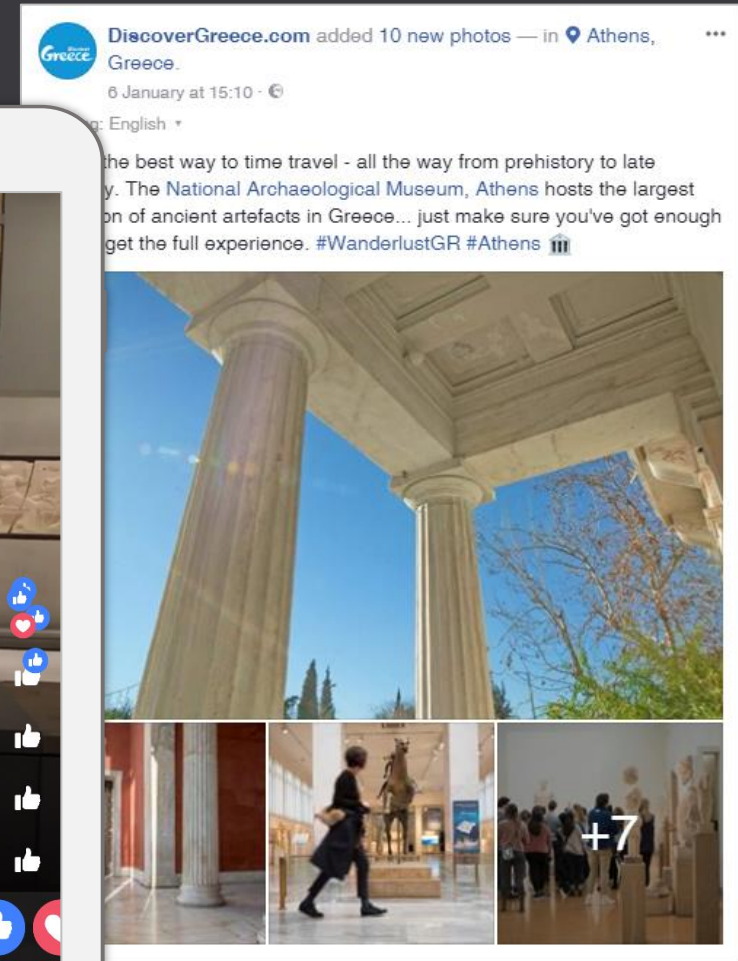 Discover
Greece
DiscoverGreece.com added 10 new photos — in Athens,
Greece.
6 January at 15:10 ·
: English
the best way to time travel - all the way from prehistory to late
y. The National Archaeological Museum, Athens hosts the largest
on of ancient artefacts in Greece... just make sure you've got enough
get the full experience. #WanderlustGR #Athens
+7